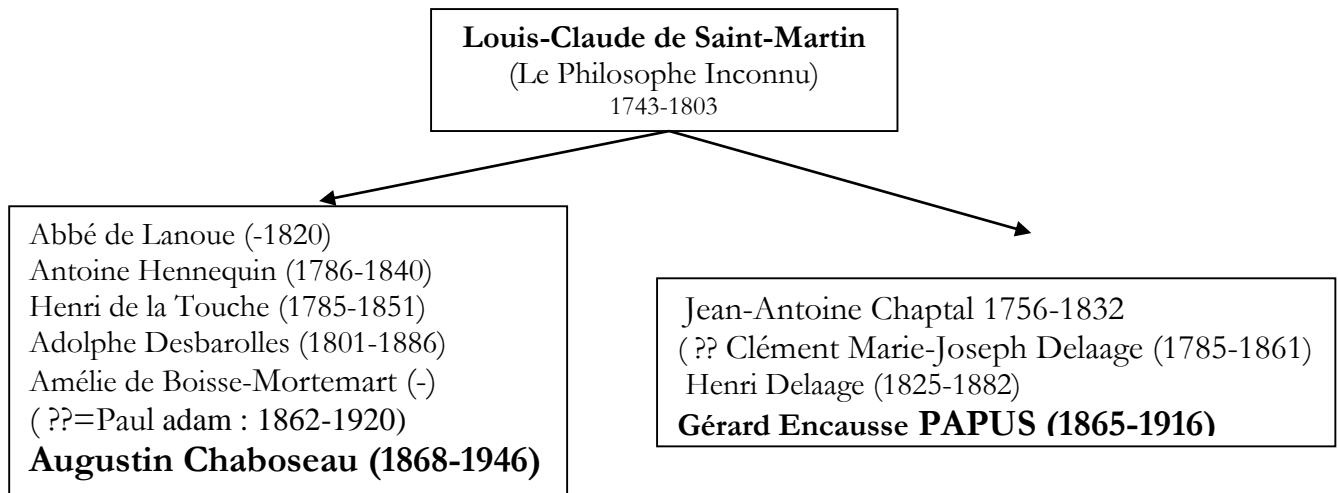 Louis-Claude de Saint-Martin
(Le Philosophe Inconnu)
1743-1803
Abbé de Lanoue (-1820)
Antoine Hennequin (1786-1840)
Henri de la Touche (1785-1851)
Adolphe Desbarolles (1801-1886)
Amélie de Boisse-Mortemart (-)
( ??=Paul adam : 1862-1920)
Augustin Chaboseau (1868-1946)
Jean-Antoine Chaptal 1756-1832
( ?? Clément Marie-Joseph Delaage (1785-1861)
Henri Delaage (1825-1882)
Gérard Encausse PAPUS (1865-1916)